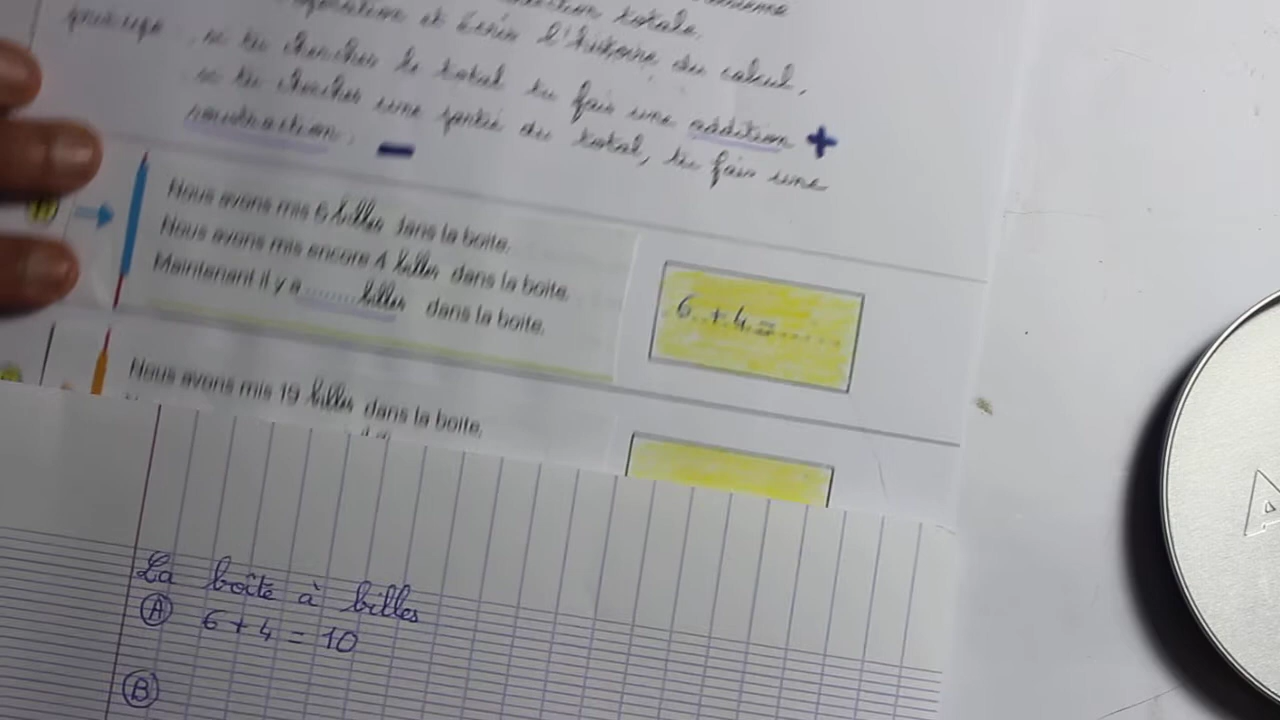 totale,
et écris l'histoire du calcul,
si tu cherches le total tu fais une addition +
si tu cherches une partie du total, tu fais une
soustraction. -
Nous avons mis 6 billes dans la boite.
Nous avons mis encore 4 billes dans la boite.
Maintenant il y a ........ billes dans la boite.
6 + 4 = ......
Nous avons mis 19 billes dans la boite.
La boîte à billes
A 6 + 4 = 10
B
A